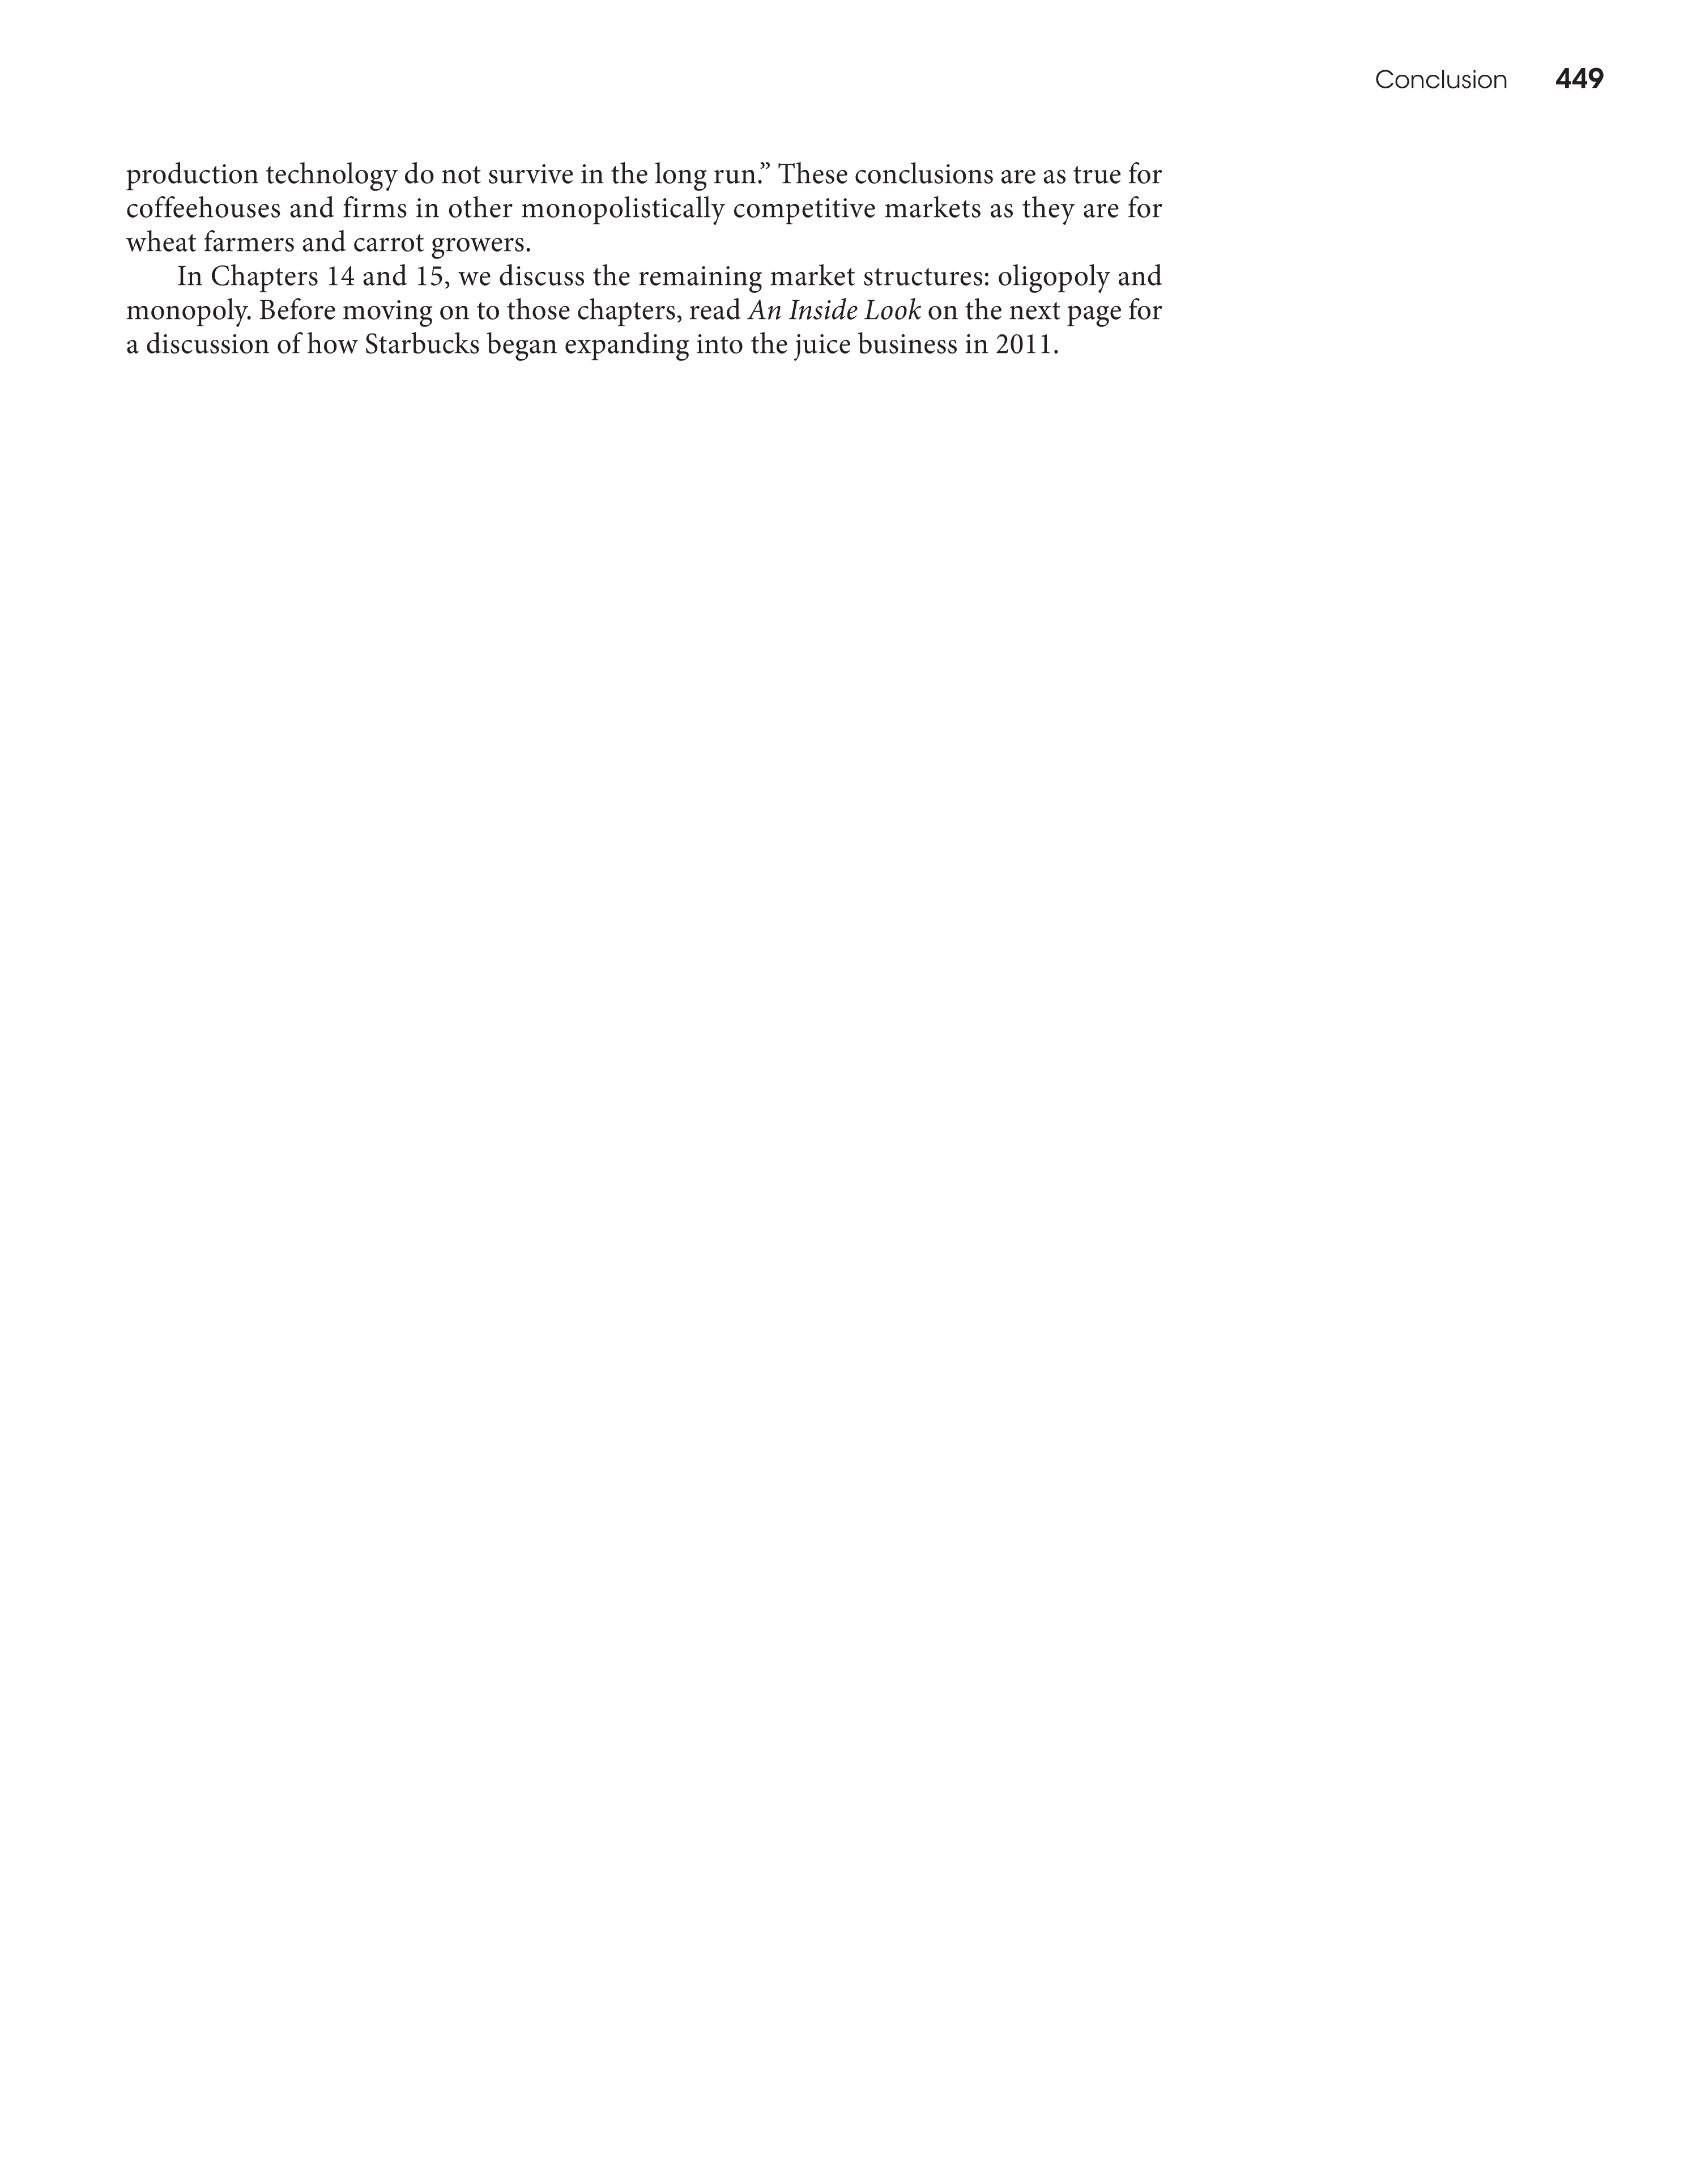 Conclusion 449
production technology do not survive in the long run.” These conclusions are as true for
coffeehouses and firms in other monopolistically competitive markets as they are for
wheat farmers and carrot growers.
In Chapters 14 and 15, we discuss the remaining market structures: oligopoly and
monopoly. Before moving on to those chapters, read An Inside Look on the next page for
a discussion of how Starbucks began expanding into the juice business in 2011.